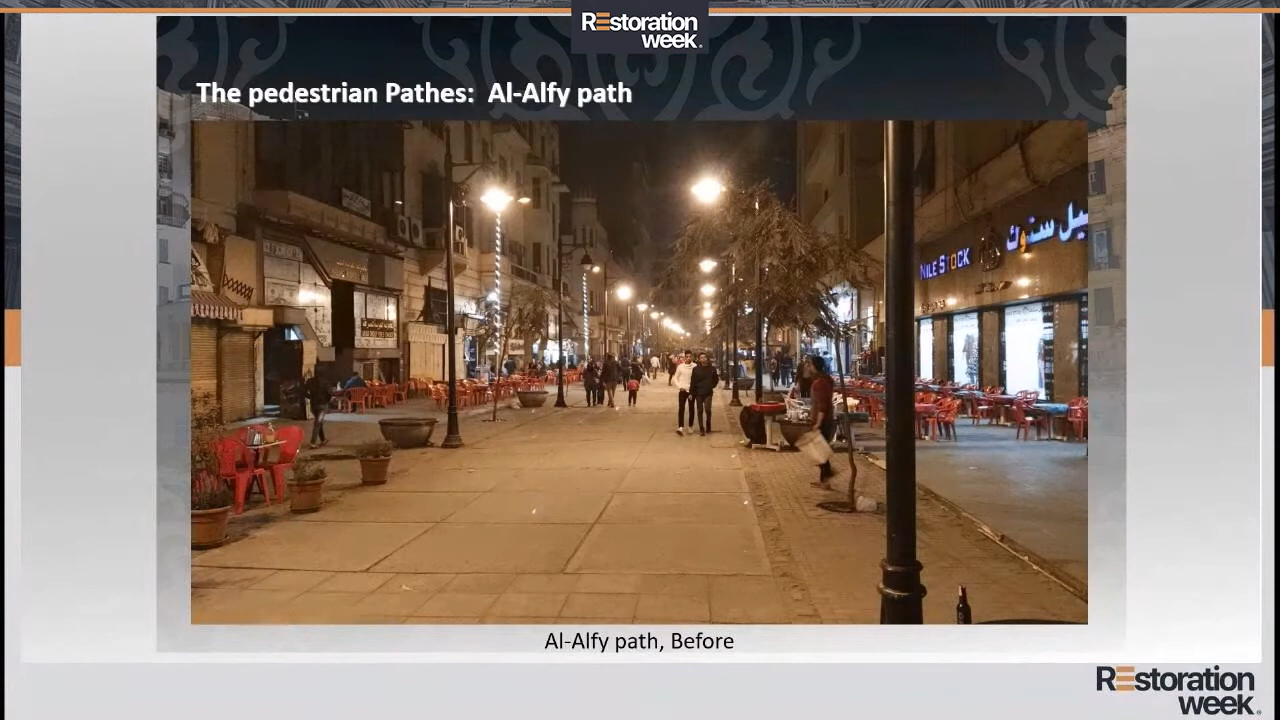 REstoration
week.
The pedestrian Pathes: Al-Alfy path
نيل ستوك
NILE STOCK
Al-Alfy path, Before
REstoration
week.